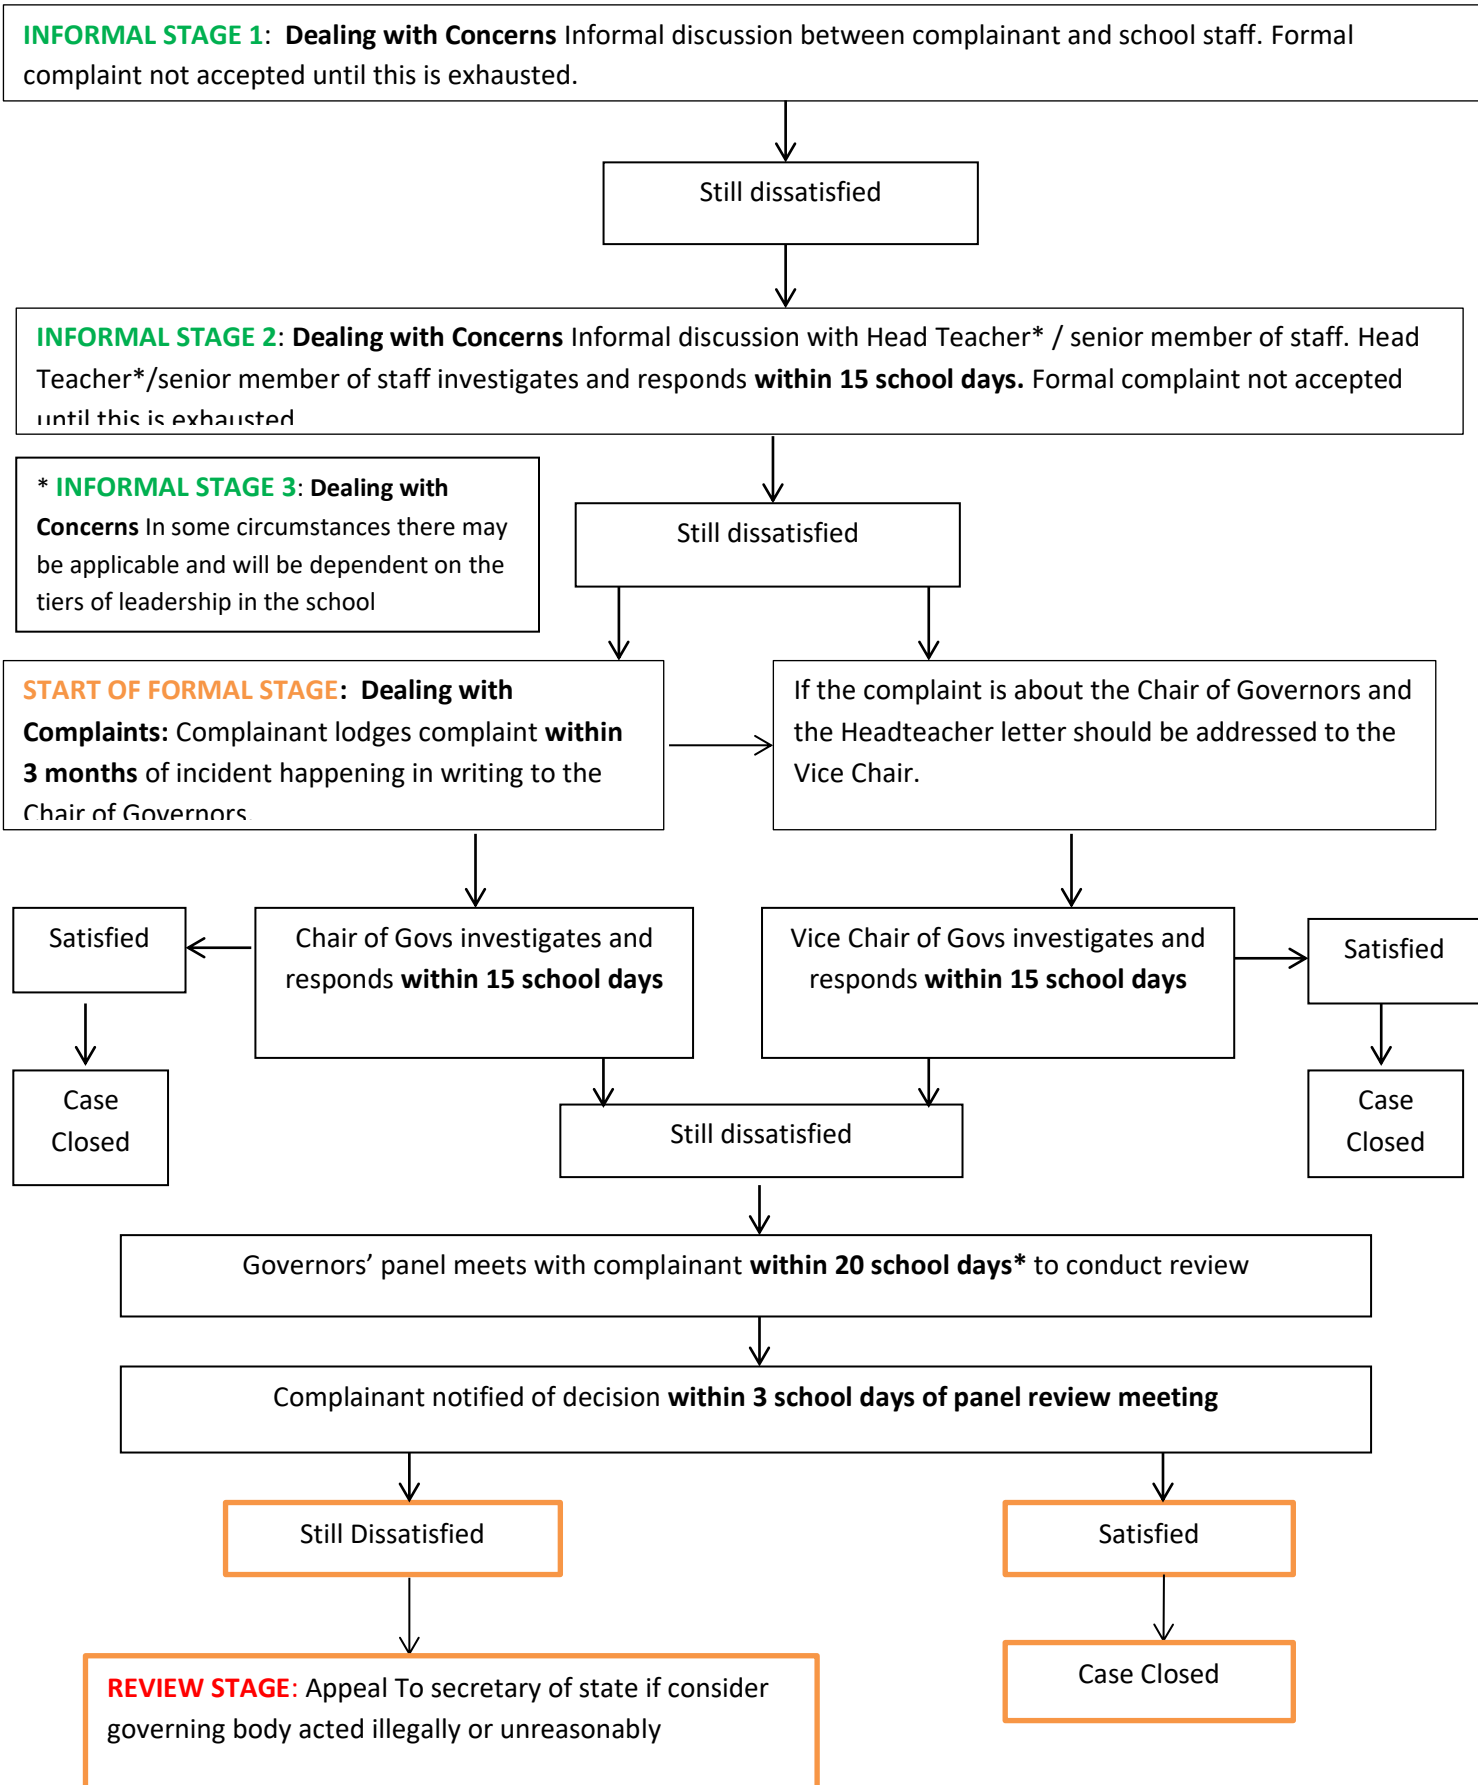 INFORMAL STAGE 1: Dealing with Concerns Informal discussion between complainant and school staff. Formal
complaint not accepted until this is exhausted.
Still dissatisfied
INFORMAL STAGE 2: Dealing with Concerns Informal discussion with Head Teacher* / senior member of staff. Head
Teacher*/senior member of staff investigates and responds within 15 school days. Formal complaint not accepted
until this is exhausted
* INFORMAL STAGE 3: Dealing with
Concerns In some circumstances there may
be applicable and will be dependent on the
tiers of leadership in the school
Still dissatisfied
START OF FORMAL STAGE: Dealing with
Complaints: Complainant lodges complaint within
3 months of incident happening in writing to the
Chair of Governors
If the complaint is about the Chair of Governors and
the Headteacher letter should be addressed to the
Vice Chair.
Satisfied
Chair of Govs investigates and
responds within 15 school days
Vice Chair of Govs investigates and
responds within 15 school days
Satisfied
Case
Closed
Still dissatisfied
Case
Closed
Governors’ panel meets with complainant within 20 school days* to conduct review
Complainant notified of decision within 3 school days of panel review meeting
Still Dissatisfied
Satisfied
REVIEW STAGE: Appeal To secretary of state if consider
governing body acted illegally or unreasonably
Case Closed